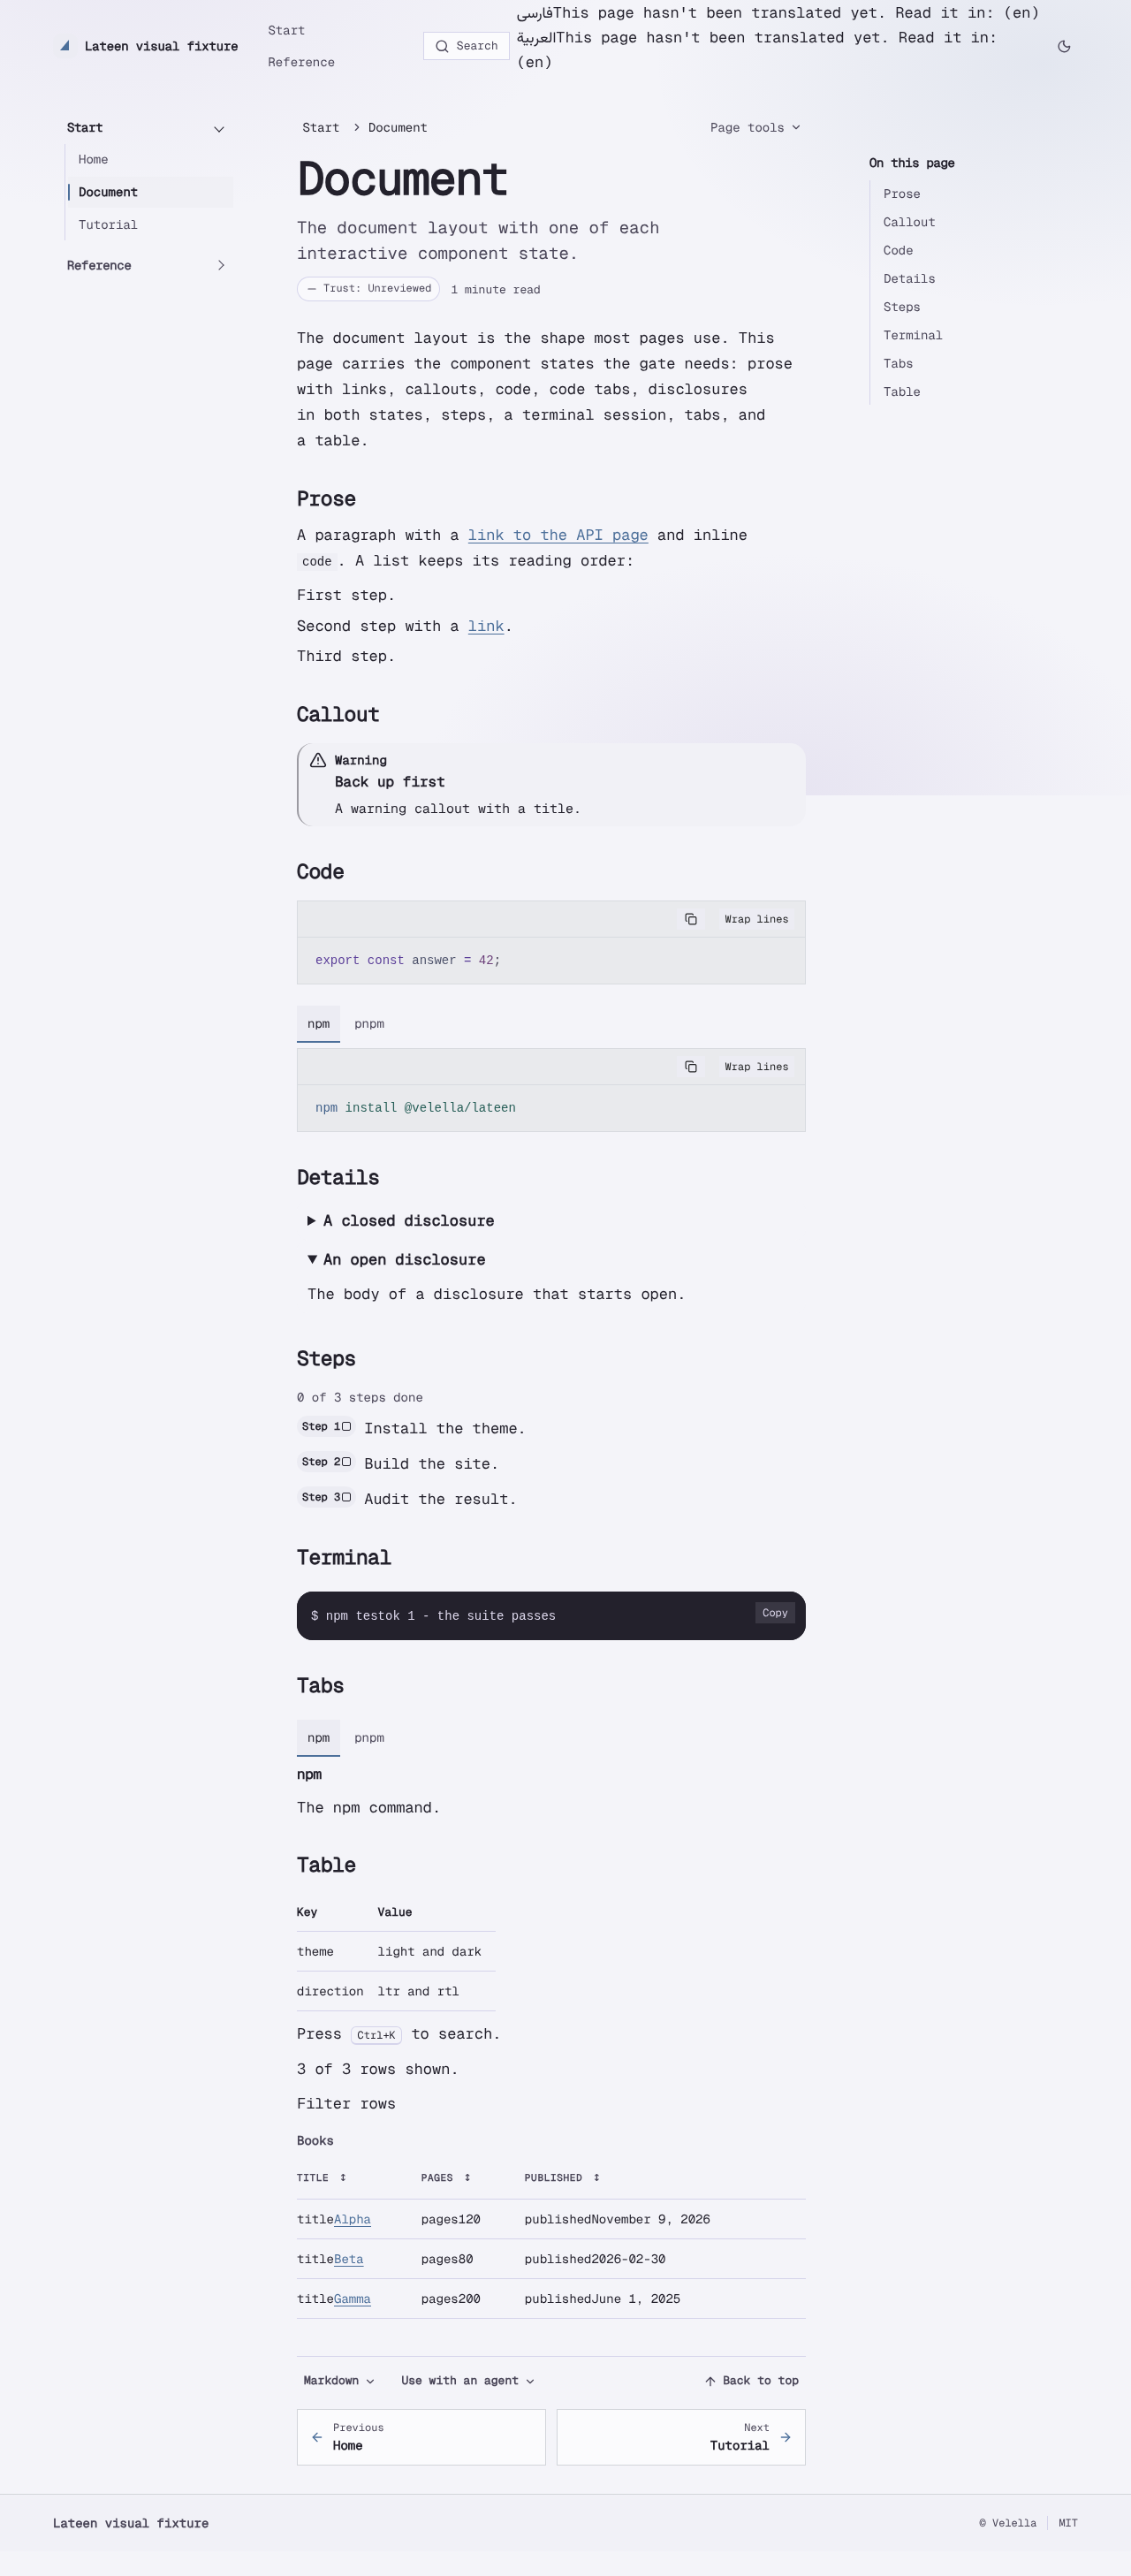 Lateen visual fixture
Start
Reference
Search
فارسیThis page hasn't been translated yet. Read it in: (en)
العربيةThis page hasn't been translated yet. Read it in:
(en)
Start
Home
Document
Tutorial
Reference
Start
Document
Page tools
Document
The document layout with one of each
interactive component state.
— Trust: Unreviewed
1 minute read
On this page
Prose
Callout
Code
Details
Steps
Terminal
Tabs
Table
The document layout is the shape most pages use. This
page carries the component states the gate needs: prose
with links, callouts, code, code tabs, disclosures
in both states, steps, a terminal session, tabs, and
a table.
Prose
A paragraph with a link to the API page and inline
code. A list keeps its reading order:
First step.
Second step with a link.
Third step.
Callout
Warning
Back up first
A warning callout with a title.
Code
Wrap lines
export const answer = 42;
npm pnpm
Wrap lines
npm install @velella/lateen
Details
A closed disclosure
An open disclosure
The body of a disclosure that starts open.
Steps
0 of 3 steps done
Step 1 Install the theme.
Step 2 Build the site.
Step 3 Audit the result.
Terminal
$ npm testok 1 - the suite passes
Copy
Tabs
npm pnpm
npm
The npm command.
Table
Key Value
theme light and dark
direction ltr and rtl
Press Ctrl+K to search.
3 of 3 rows shown.
Filter rows
Books
TITLE ↕ PAGES ↕ PUBLISHED ↕
titleAlpha pages120 publishedNovember 9, 2026
titleBeta pages80 published2026-02-30
titleGamma pages200 publishedJune 1, 2025
Markdown
Use with an agent
↑ Back to top
Previous
← Home
Next
Tutorial →
Lateen visual fixture
© Velella
MIT